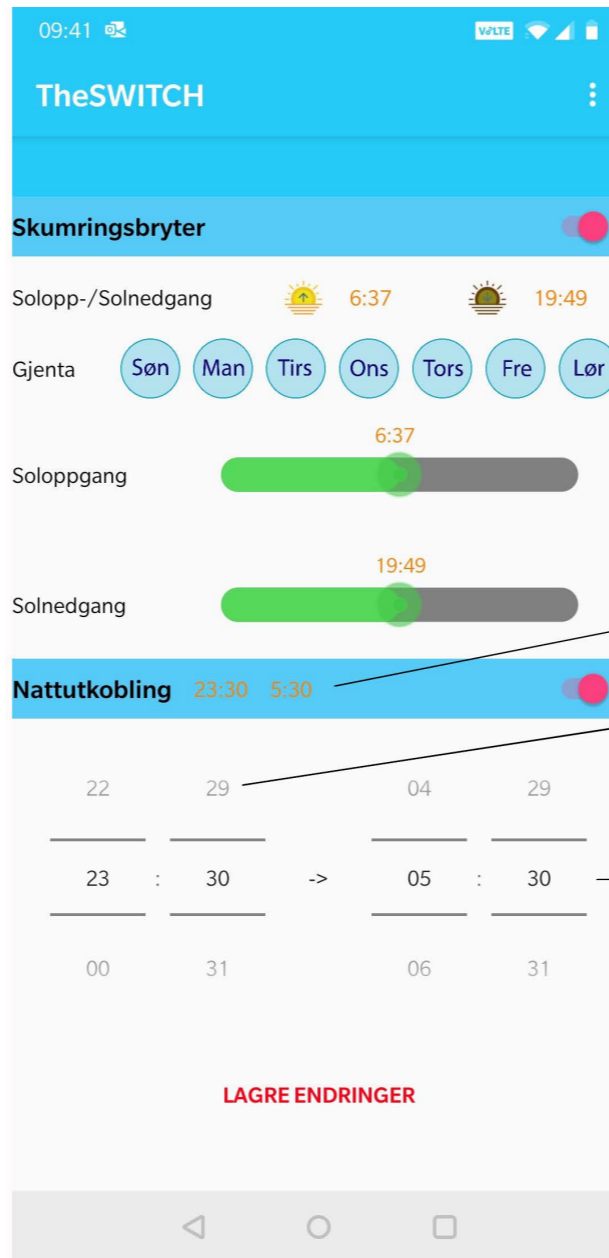 09:41 VoLTE
TheSWITCH
Skumringsbryter
Solopp-/Solnedgang 6:37 19:49
Gjenta Søn Man Tirs Ons Tors Fre Lør
6:37
Soloppgang
19:49
Solnedgang
Nattutkobling 23:30 5:30
22 29 04 29
23 : 30 -> 05 : 30
00 31 06 31
LAGRE ENDRINGER